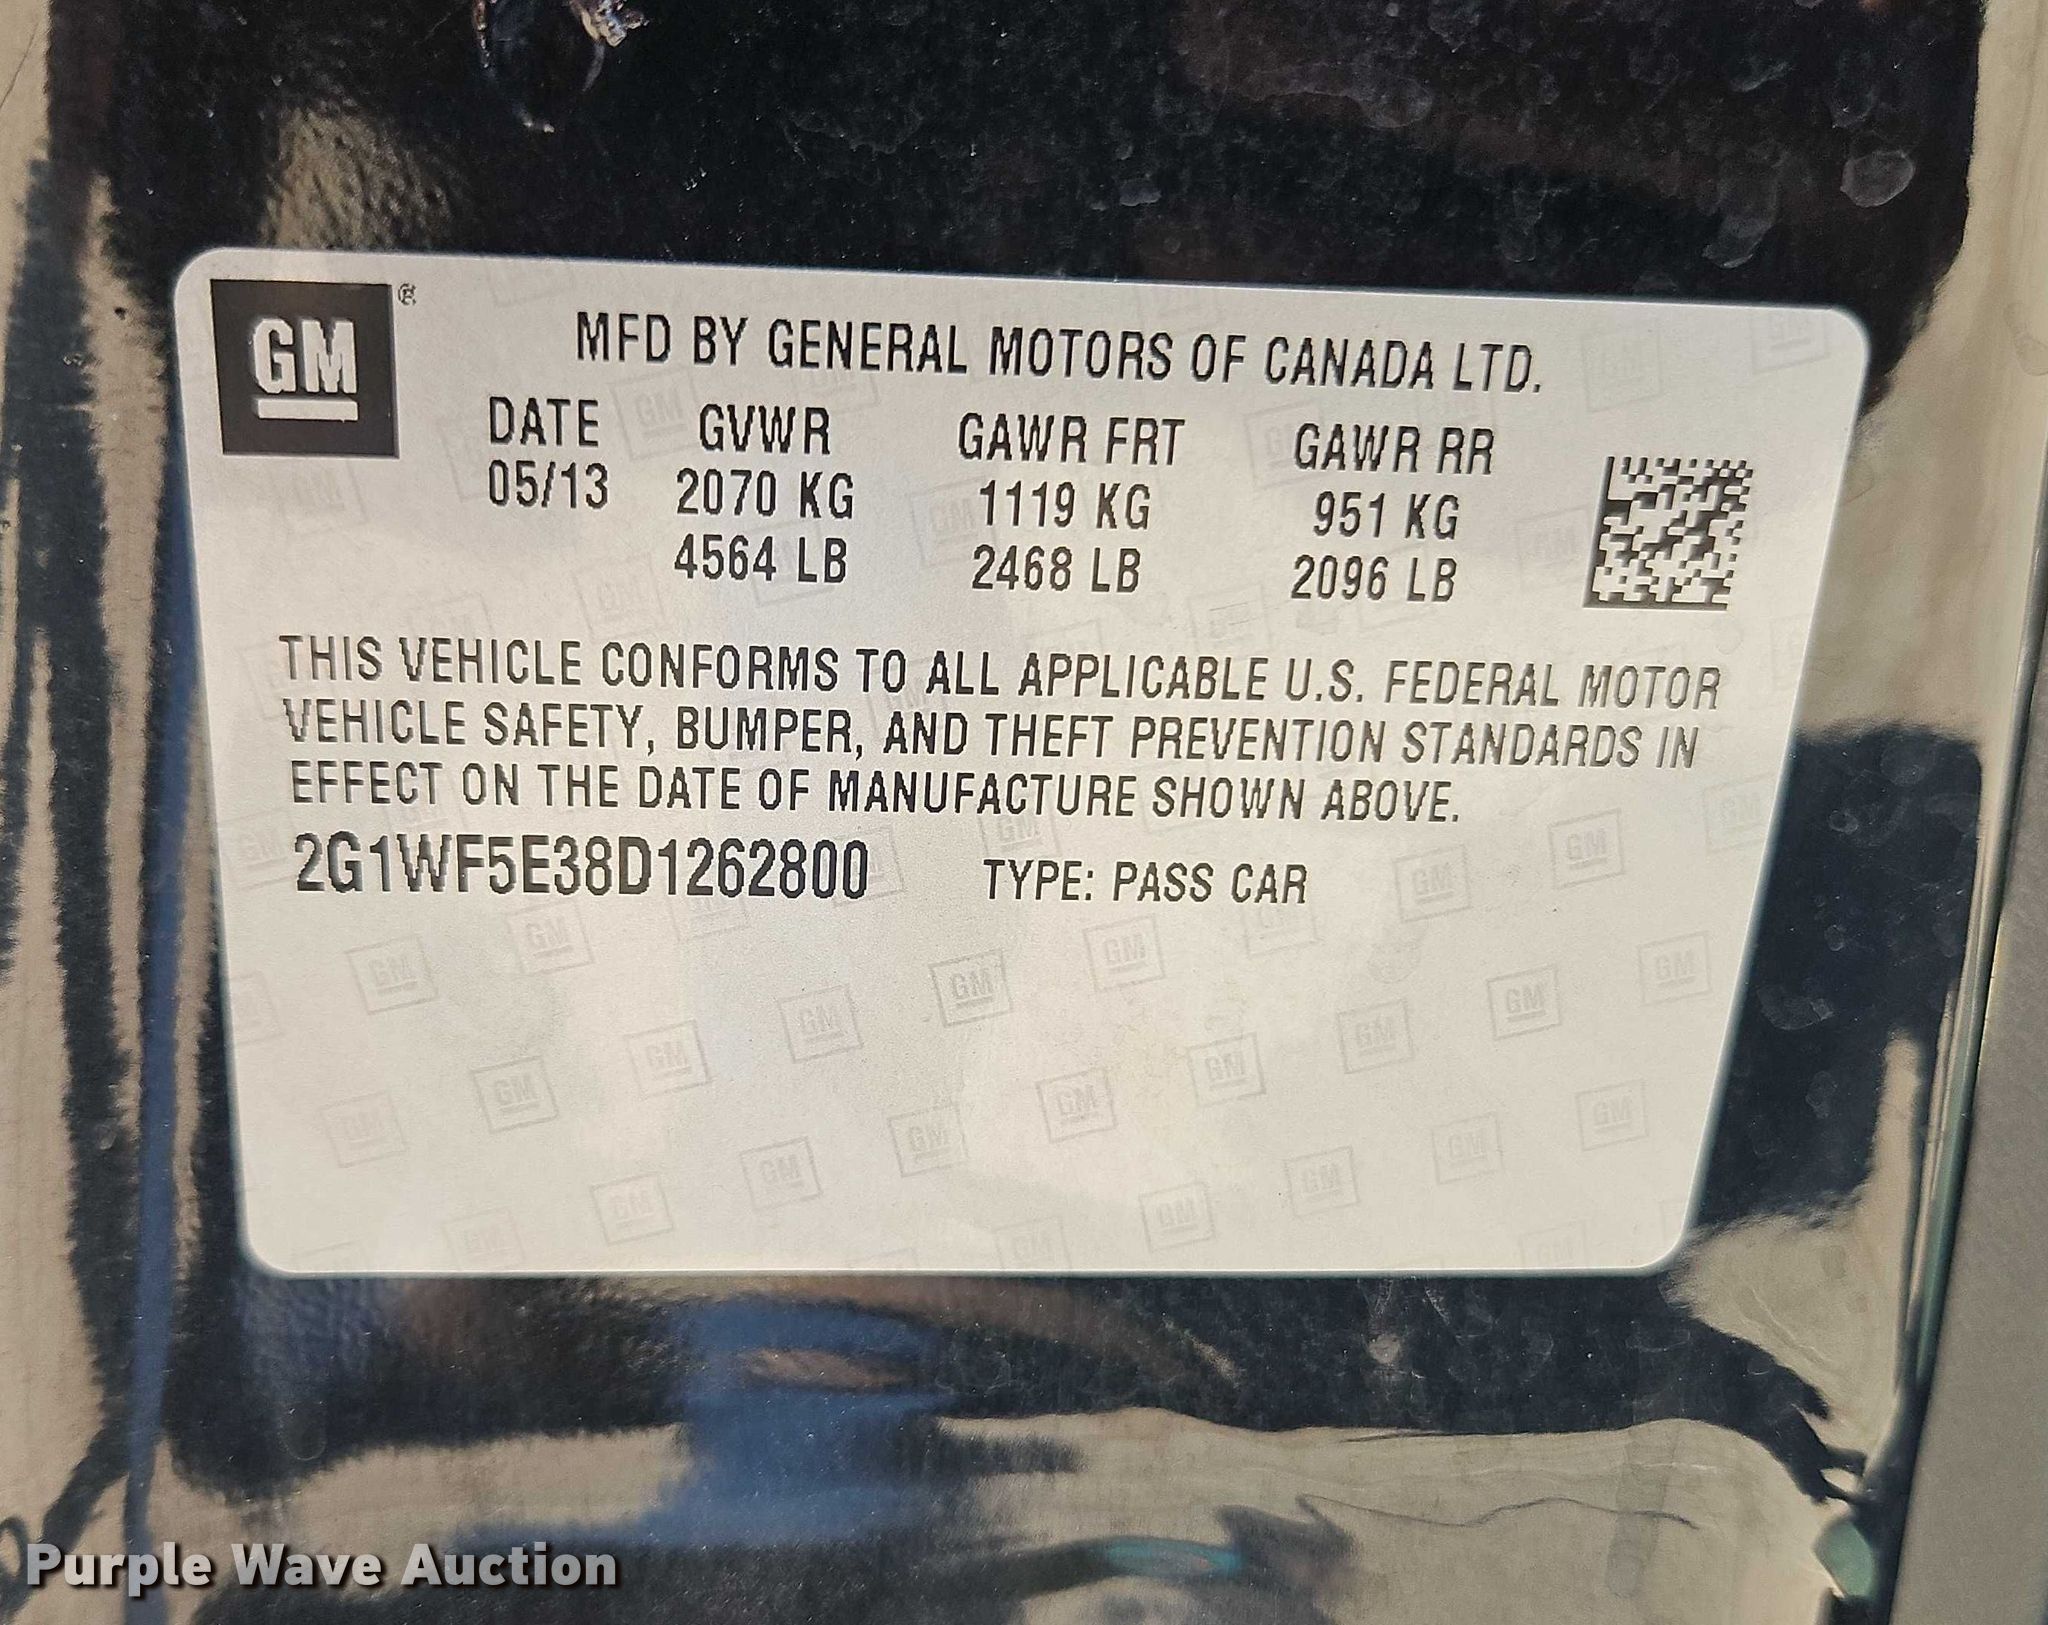 GM®
MFD BY GENERAL MOTORS OF CANADA LTD.
DATE GVWR GAWR FRT GAWR RR
05/13 2070 KG 1119 KG 951 KG
4564 LB 2468 LB 2096 LB
THIS VEHICLE CONFORMS TO ALL APPLICABLE U.S. FEDERAL MOTOR
VEHICLE SAFETY, BUMPER, AND THEFT PREVENTION STANDARDS IN
EFFECT ON THE DATE OF MANUFACTURE SHOWN ABOVE.
2G1WF5E38D1262800 TYPE: PASS CAR
Purple Wave Auction